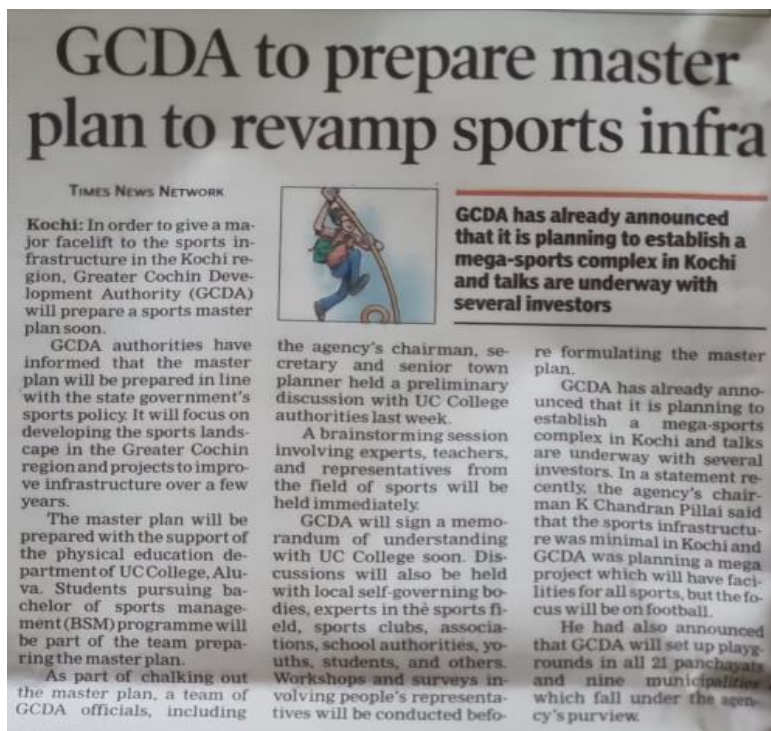 GCDA to prepare master
plan to revamp sports infra
TIMES NEWS NETWORK
Kochi: In order to give a ma-
jor facelift to the sports in-
frastructure in the Kochi re-
gion, Greater Cochin Deve-
lopment Authority (GCDA)
will prepare a sports master
plan soon.
GCDA authorities have
informed that the master
plan will be prepared in line
with the state government's
sports policy. It will focus on
developing the sports lands-
cape in the Greater Cochin
region and projects to impro-
ve infrastructure over a few
years.
The master plan will be
prepared with the support of
the physical education de-
partment of UC College, Alu-
va. Students pursuing ba-
chelor of sports manage-
ment (BSM) programme will
be part of the team prepa-
ring the master plan.
As part of chalking out
the master plan, a team of
GCDA officials, including
the agency's chairman, se-
cretary and senior town
planner held a preliminary
discussion with UC College
authorities last week.
A brainstorming session
involving experts, teachers,
and representatives from
the field of sports will be
held immediately.
GCDA will sign a memo-
randum of understanding
with UC College soon. Dis-
cussions will also be held
with local self-governing bo-
dies, experts in the sports fi-
eld, sports clubs, associa-
tions, school authorities, yo-
uths, students, and others.
Workshops and surveys in-
volving people's representa-
tives will be conducted befo-
GCDA has already announced
that it is planning to establish a
mega-sports complex in Kochi
and talks are underway with
several investors
re formulating the master
plan.
GCDA has already anno-
unced that it is planning to
establish a mega-sports
complex in Kochi and talks
are underway with several
investors. In a statement re-
cently, the agency's chair-
man K Chandran Pillai said
that the sports infrastructu-
re was minimal in Kochi and
GCDA was planning a mega
project which will have faci-
lities for all sports, but the fo-
cus will be on football.
He had also announced
that GCDA will set up playg-
rounds in all 21 panchayats
and nine municipalities
which fall under the agen-
cy's purview.